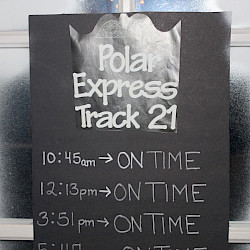 Polar
Express
Track 21
10:45am → ON TIME
12:13pm → ON TIME
3:51pm → ON TIME